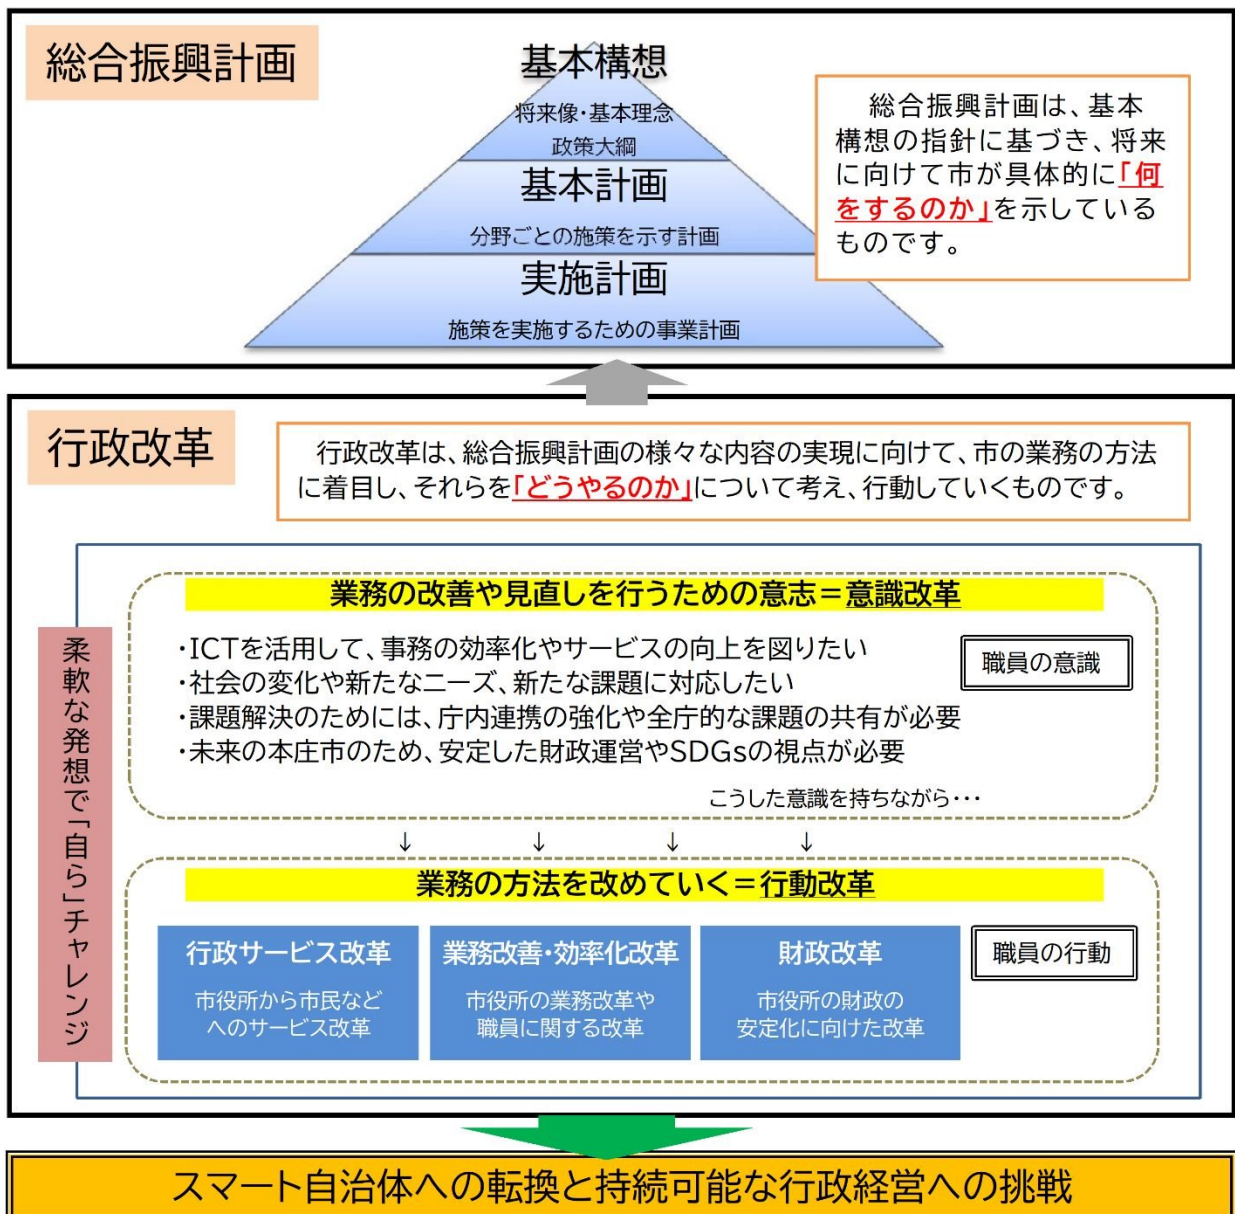 総合振興計画
基本構想
将来像・基本理念
政策大綱
基本計画
分野ごとの施策を示す計画
実施計画
施策を実施するための事業計画
総合振興計画は、基本
構想の指針に基づき、将来
に向けて市が具体的に「何
をするのか」を示している
ものです。
行政改革
行政改革は、総合振興計画の様々な内容の実現に向けて、市の業務の方法
に着目し、それらを「どうやるのか」について考え、行動していくものです。
柔軟な発想で「自ら」チャレンジ
業務の改善や見直しを行うための意志＝意識改革
・ICTを活用して、事務の効率化やサービスの向上を図りたい
・社会の変化や新たなニーズ、新たな課題に対応したい
・課題解決のためには、庁内連携の強化や全庁的な課題の共有が必要
・未来の本庄市のため、安定した財政運営やSDGsの視点が必要
職員の意識
こうした意識を持ちながら・・・
↓ ↓ ↓ ↓
業務の方法を改めていく＝行動改革
行政サービス改革
市役所から市民など
へのサービス改革
業務改善・効率化改革
市役所の業務改革や
職員に関する改革
財政改革
市役所の財政の
安定化に向けた改革
職員の行動
スマート自治体への転換と持続可能な行政経営への挑戦